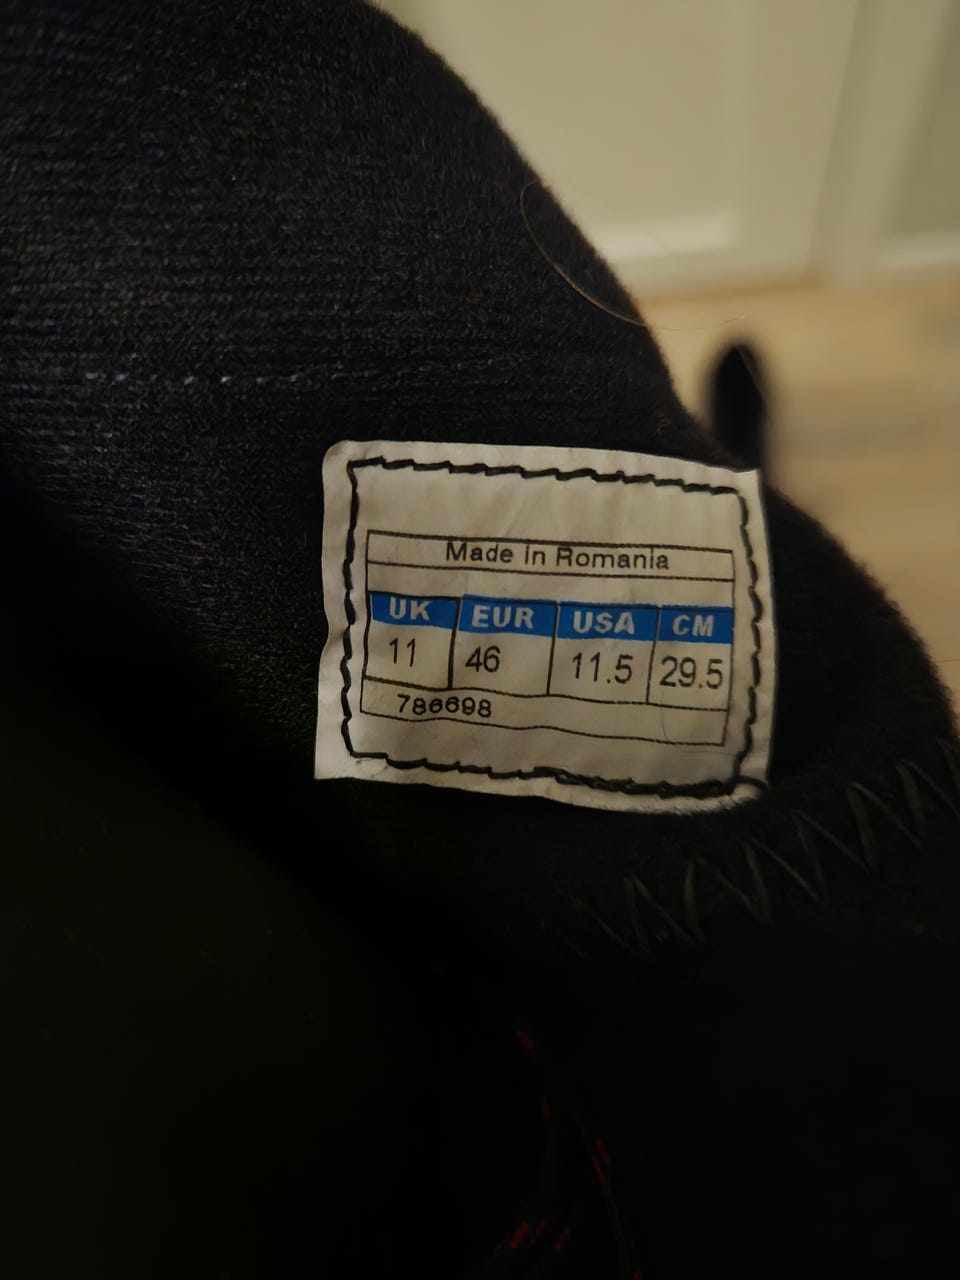 Made in Romania
UK EUR USA CM
11 46 11.5 29.5
786698